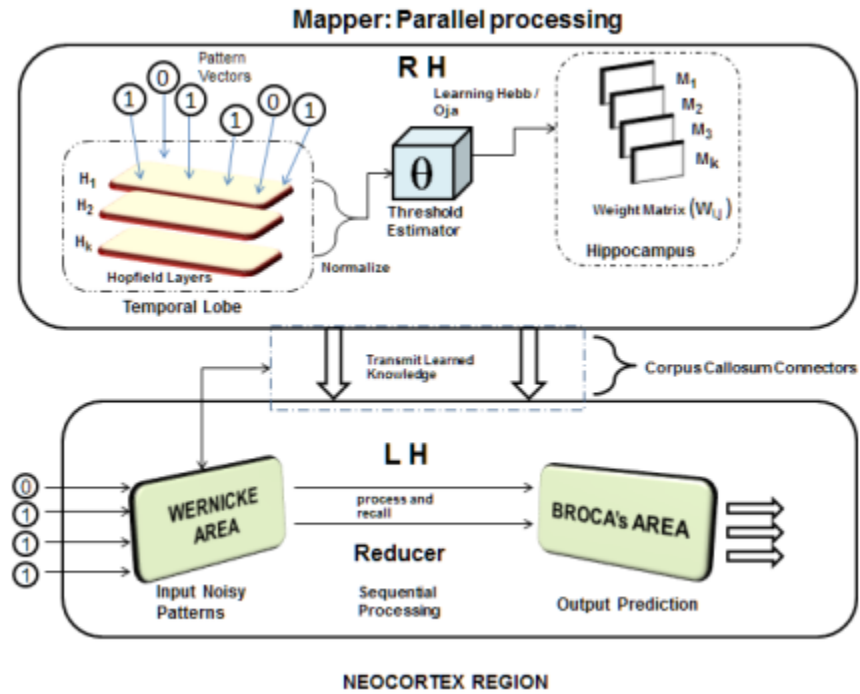 Mapper: Parallel processing
R H
Pattern
Vectors
1
0
1
1
0
1
H1
H2
Hk
Hopfield Layers
Temporal Lobe
Normalize
θ
Threshold
Estimator
Learning Hebb /
Oja
M1
M2
M3
Mk
Weight Matrix (Wi,j)
Hippocampus
Transmit Learned
Knowledge
Corpus Callosum Connectors
L H
0
1
1
1
WERNICKE
AREA
Input Noisy
Patterns
process and
recall
Reducer
Sequential
Processing
BROCA's AREA
Output Prediction
NEOCORTEX REGION